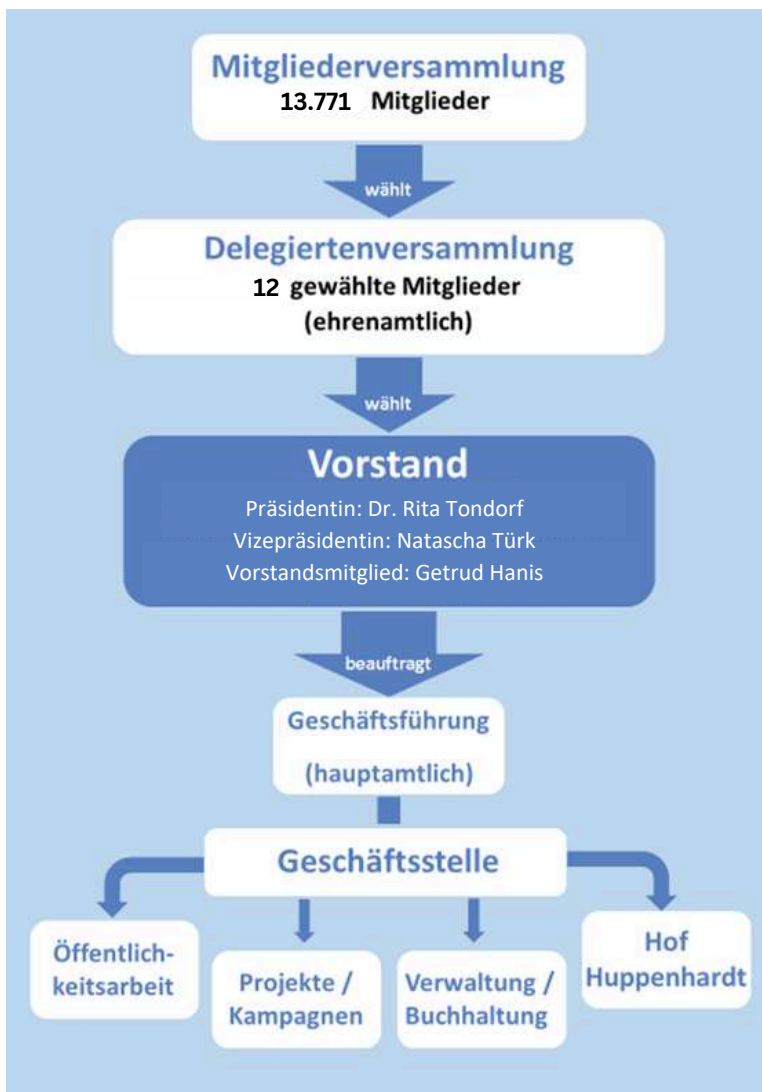 Mitgliederversammlung
13.771 Mitglieder
wählt
Delegiertenversammlung
12 gewählte Mitglieder
(ehrenamtlich)
wählt
Vorstand
Präsidentin: Dr. Rita Tondorf
Vizepräsidentin: Natascha Türk
Vorstandsmitglied: Getrud Hanis
beauftragt
Geschäftsführung
(hauptamtlich)
Geschäftsstelle
Öffentlich-
keitsarbeit
Projekte /
Kampagnen
Verwaltung /
Buchhaltung
Hof
Huppenhardt